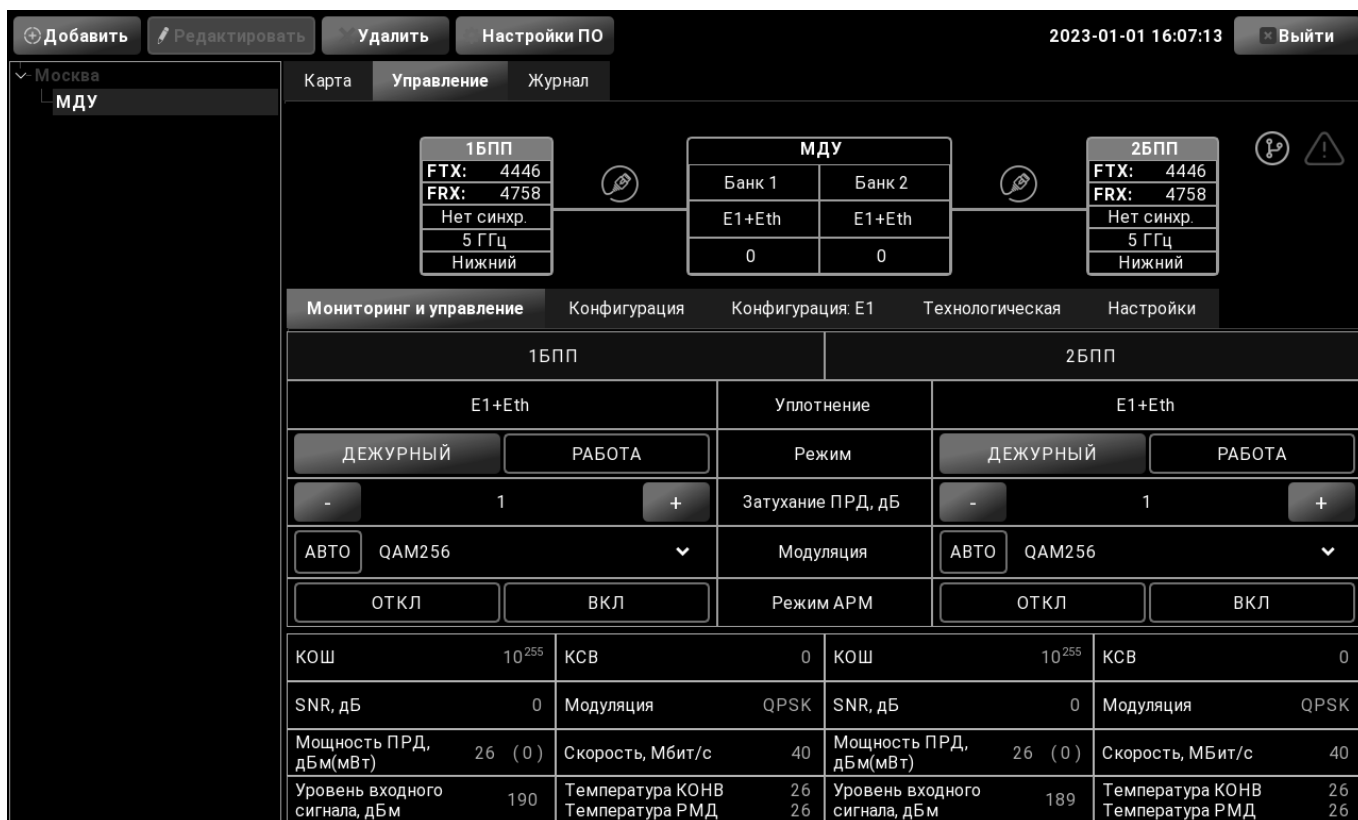 Добавить Редактировать Удалить Настройки ПО 2023-01-01 16:07:13 Выйти
Москва
МДУ
Карта Управление Журнал
1БПП
FTX: 4446
FRX: 4758
Нет синхр.
5 ГГц
Нижний
МДУ
Банк 1 Банк 2
E1+Eth E1+Eth
0 0
2БПП
FTX: 4446
FRX: 4758
Нет синхр.
5 ГГц
Нижний
Мониторинг и управление Конфигурация Конфигурация: E1 Технологическая Настройки
1БПП 2БПП
E1+Eth Уплотнение E1+Eth
ДЕЖУРНЫЙ РАБОТА Режим ДЕЖУРНЫЙ РАБОТА
- 1 + Затухание ПРД, дБ - 1 +
АВТО QAM256 Модуляция АВТО QAM256
ОТКЛ ВКЛ Режим АРМ ОТКЛ ВКЛ
КОШ 10²⁵⁵ КСВ 0 КОШ 10²⁵⁵ КСВ 0
SNR, дБ 0 Модуляция QPSK SNR, дБ 0 Модуляция QPSK
Мощность ПРД,
дБм(мВт) 26 (0) Скорость, Мбит/с 40 Мощность ПРД,
дБм(мВт) 26 (0) Скорость, МБит/с 40
Уровень входного
сигнала, дБм 190 Температура КОНВ 26
Температура РМД 26
Уровень входного
сигнала, дБм 189 Температура КОНВ 26
Температура РМД 26